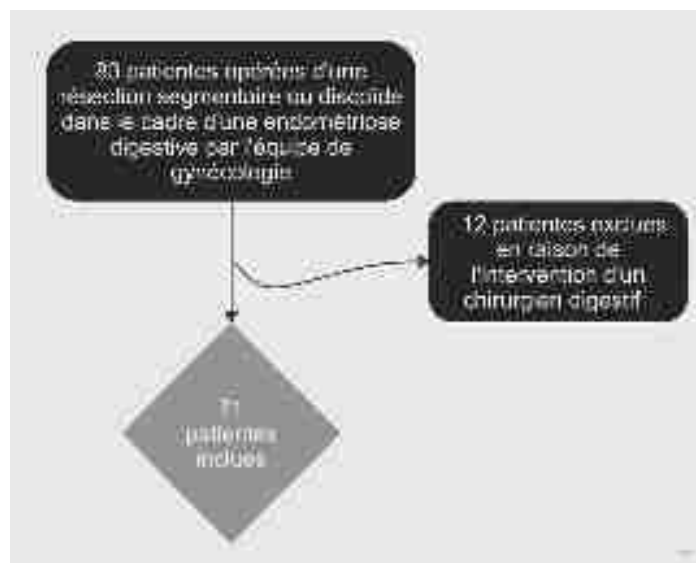 83 patientes opérées d'une
résection segmentaire ou discoïde
dans le cadre d'une endométriose
digestive par l'équipe de
gynécologie
12 patientes exclues
en raison de
l'intervention d'un
chirurgien digestif
71
patientes
inclues